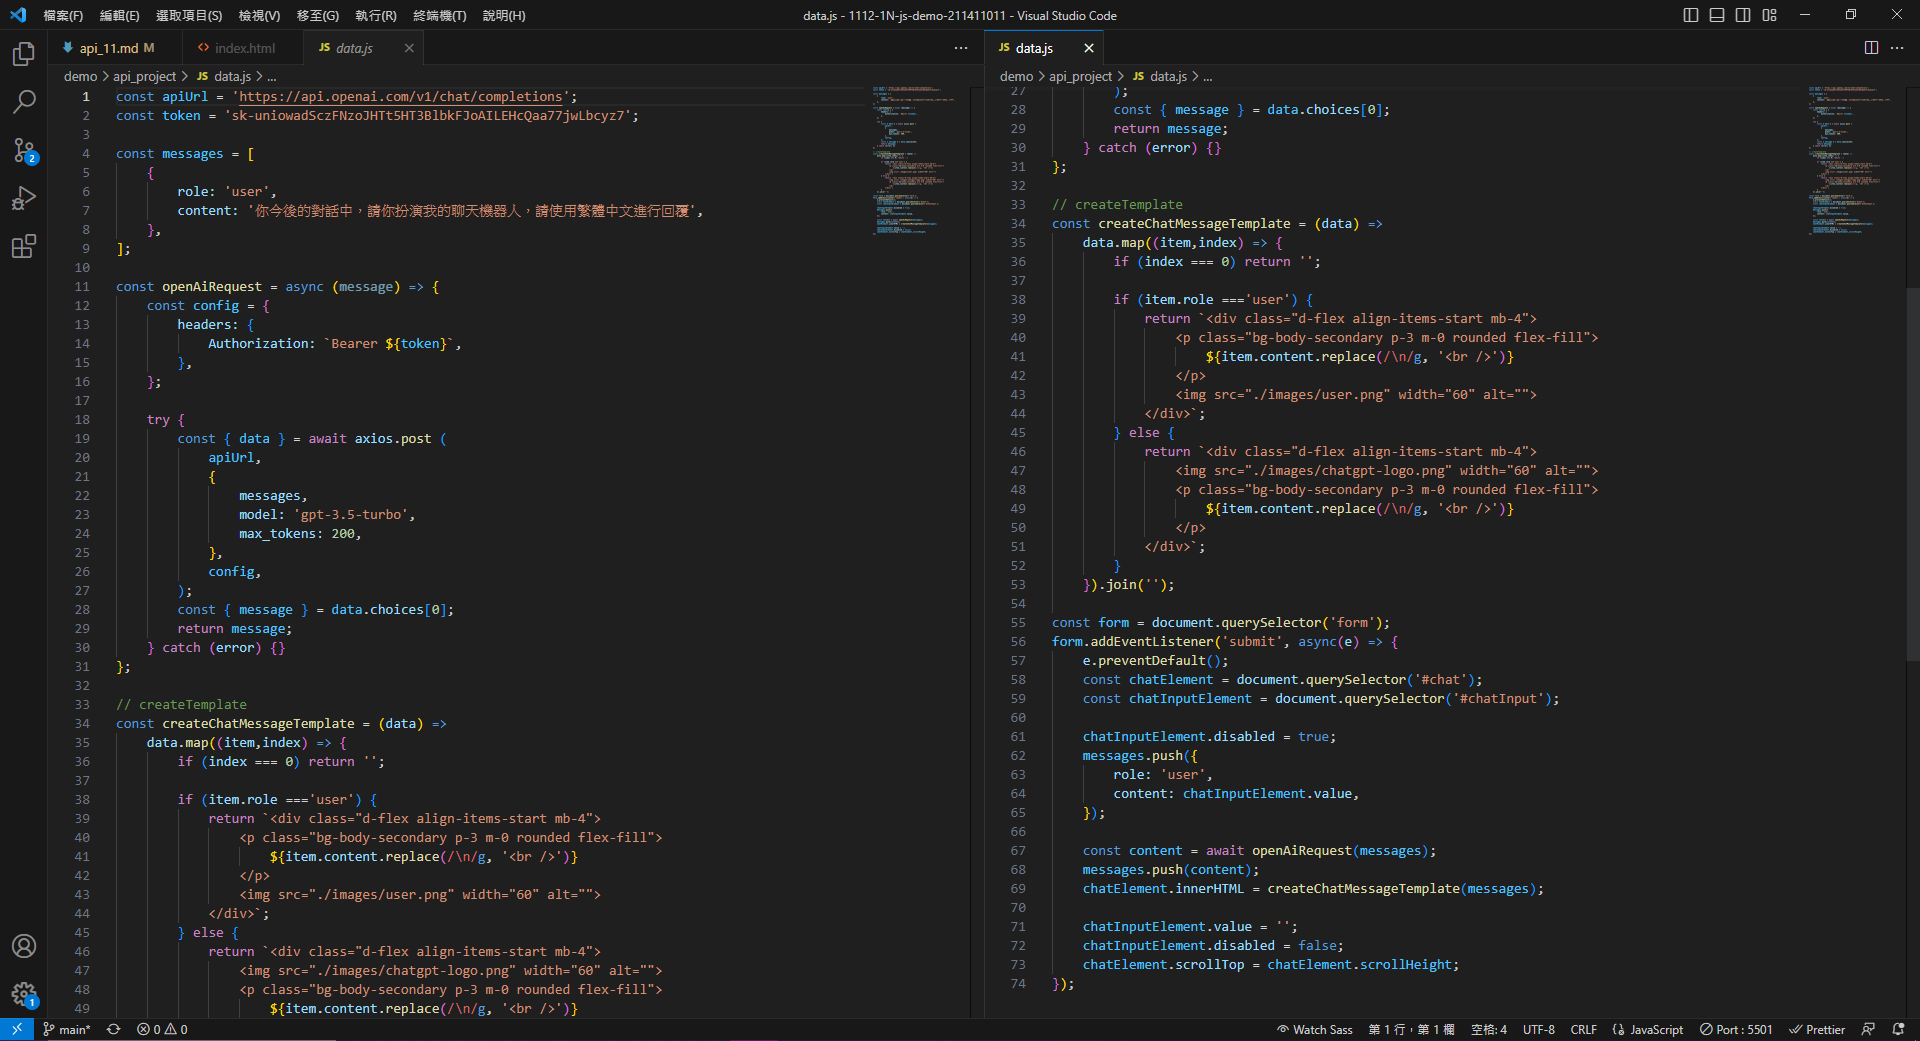 檔案(F) 編輯(E) 選取項目(S) 檢視(V) 移至(G) 執行(R) 終端機(T) 說明(H) data.js - 1112-1N-js-demo-211411011 - Visual Studio Code
api_11.md M index.html JS data.js
demo > api_project > JS data.js > ...
1 const apiUrl = 'https://api.openai.com/v1/chat/completions';
2 const token = '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';
3
4 const messages = [
5 {
6 role: 'user',
7 content: '你今後的對話中，請你扮演我的聊天機器人，請使用繁體中文進行回覆',
8 },
9 ];
10
11 const openAiRequest = async (message) => {
12 const config = {
13 headers: {
14 Authorization: `Bearer ${token}`,
15 },
16 };
17
18 try {
19 const { data } = await axios.post (
20 apiUrl,
21 {
22 messages,
23 model: 'gpt-3.5-turbo',
24 max_tokens: 200,
25 },
26 config,
27 );
28 const { message } = data.choices[0];
29 return message;
30 } catch (error) {}
31 };
32
33 // createTemplate
34 const createChatMessageTemplate = (data) =>
35 data.map((item,index) => {
36 if (index === 0) return '';
37
38 if (item.role ==='user') {
39 return `<div class="d-flex align-items-start mb-4">
40 <p class="bg-body-secondary p-3 m-0 rounded flex-fill">
41 ${item.content.replace(/\n/g, '<br />')}
42 </p>
43 <img src="./images/user.png" width="60" alt="">
44 </div>`;
45 } else {
46 return `<div class="d-flex align-items-start mb-4">
47 <img src="./images/chatgpt-logo.png" width="60" alt="">
48 <p class="bg-body-secondary p-3 m-0 rounded flex-fill">
49 ${item.content.replace(/\n/g, '<br />')}
JS data.js
demo > api_project > JS data.js > ...
27 );
28 const { message } = data.choices[0];
29 return message;
30 } catch (error) {}
31 };
32
33 // createTemplate
34 const createChatMessageTemplate = (data) =>
35 data.map((item,index) => {
36 if (index === 0) return '';
37
38 if (item.role ==='user') {
39 return `<div class="d-flex align-items-start mb-4">
40 <p class="bg-body-secondary p-3 m-0 rounded flex-fill">
41 ${item.content.replace(/\n/g, '<br />')}
42 </p>
43 <img src="./images/user.png" width="60" alt="">
44 </div>`;
45 } else {
46 return `<div class="d-flex align-items-start mb-4">
47 <img src="./images/chatgpt-logo.png" width="60" alt="">
48 <p class="bg-body-secondary p-3 m-0 rounded flex-fill">
49 ${item.content.replace(/\n/g, '<br />')}
50 </p>
51 </div>`;
52 }
53 }).join('');
54
55 const form = document.querySelector('form');
56 form.addEventListener('submit', async(e) => {
57 e.preventDefault();
58 const chatElement = document.querySelector('#chat');
59 const chatInputElement = document.querySelector('#chatInput');
60
61 chatInputElement.disabled = true;
62 messages.push({
63 role: 'user',
64 content: chatInputElement.value,
65 });
66
67 const content = await openAiRequest(messages);
68 messages.push(content);
69 chatElement.innerHTML = createChatMessageTemplate(messages);
70
71 chatInputElement.value = '';
72 chatInputElement.disabled = false;
73 chatElement.scrollTop = chatElement.scrollHeight;
74 });
2
1
main* 0 0 Watch Sass 第 1 行，第 1 欄 空格: 4 UTF-8 CRLF JavaScript Port : 5501 Prettier